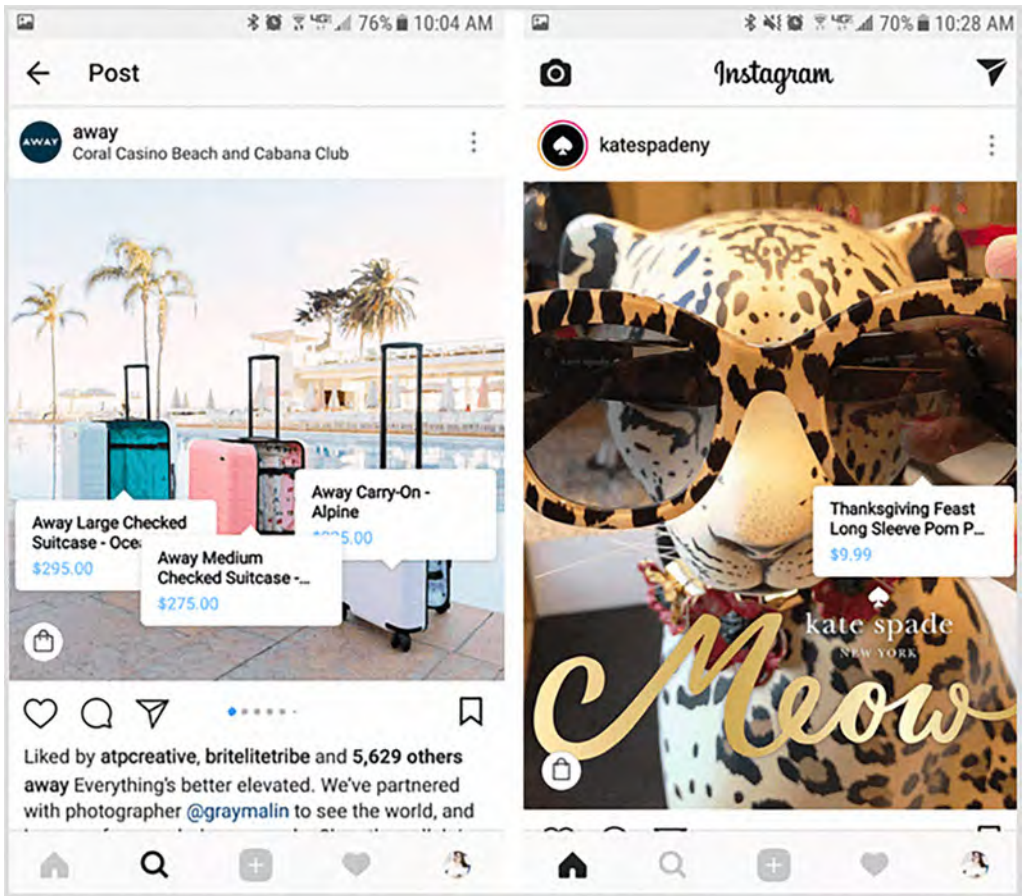 76% 10:04 AM
Post
AWAY
away
Coral Casino Beach and Cabana Club
Away Large Checked
Suitcase -
$295.00
Away Medium
Checked Suitcase -...
$275.00
Away Carry-On -
Alpine
Liked by atpcreative, britelitetribe and 5,629 others
away Everything's better elevated. We've partnered
with photographer @graymalin to see the world, and
70% 10:28 AM
Instagram
katespadeny
Thanksgiving Feast
Long Sleeve Pom P...
$9.99
kate spade
NEW YORK
Meow